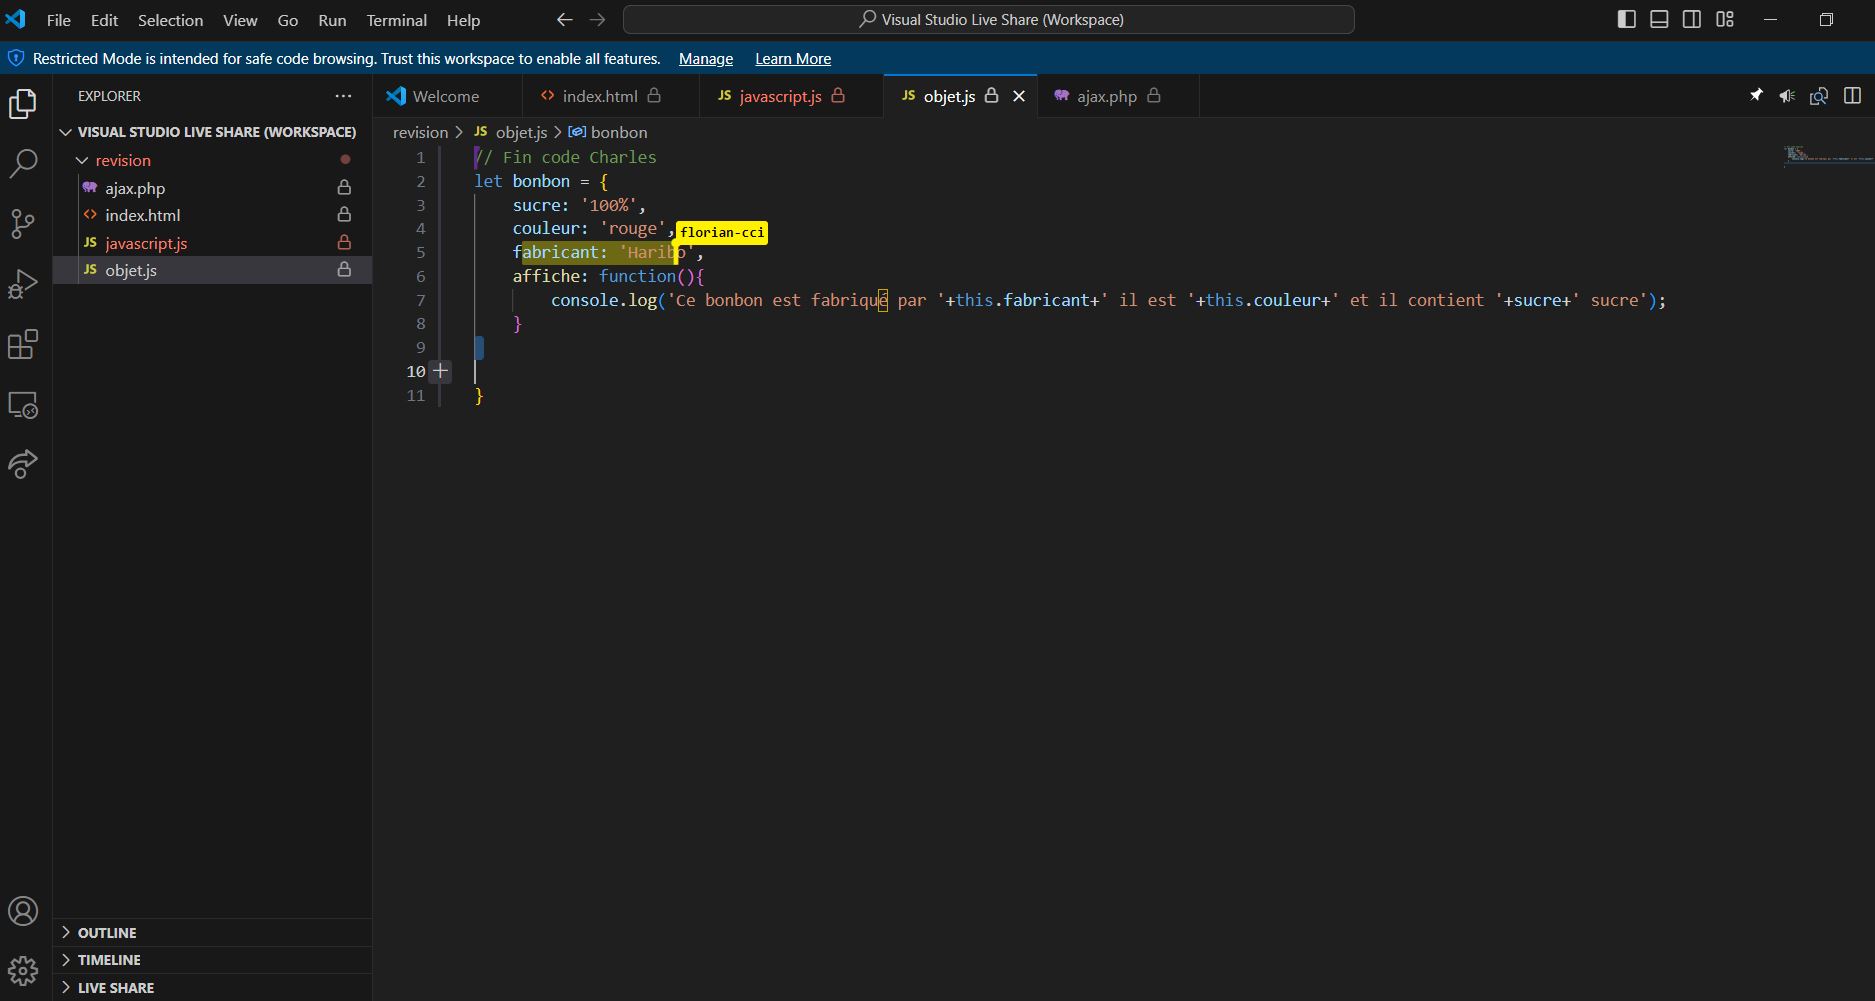 File Edit Selection View Go Run Terminal Help Visual Studio Live Share (Workspace)
Restricted Mode is intended for safe code browsing. Trust this workspace to enable all features. Manage Learn More
EXPLORER
VISUAL STUDIO LIVE SHARE (WORKSPACE)
revision
ajax.php
index.html
JS javascript.js
JS objet.js
OUTLINE
TIMELINE
LIVE SHARE
Welcome index.html JS javascript.js JS objet.js ajax.php
revision > JS objet.js > bonbon
1 // Fin code Charles
2 let bonbon = {
3 sucre: '100%',
4 couleur: 'rouge',
florian-cci
5 fabricant: 'Haribo',
6 affiche: function(){
7 console.log('Ce bonbon est fabriqué par '+this.fabricant+' il est '+this.couleur+' et il contient '+sucre+' sucre');
8 }
9
10
11 }